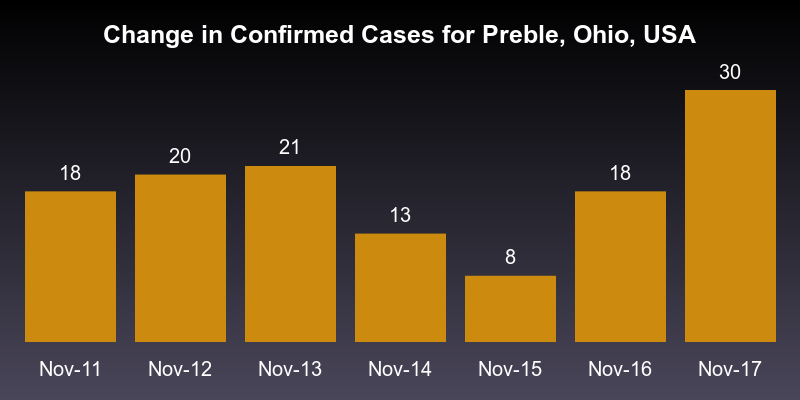 Change in Confirmed Cases for Preble, Ohio, USA
18 20 21 13 8 18 30
Nov-11 Nov-12 Nov-13 Nov-14 Nov-15 Nov-16 Nov-17